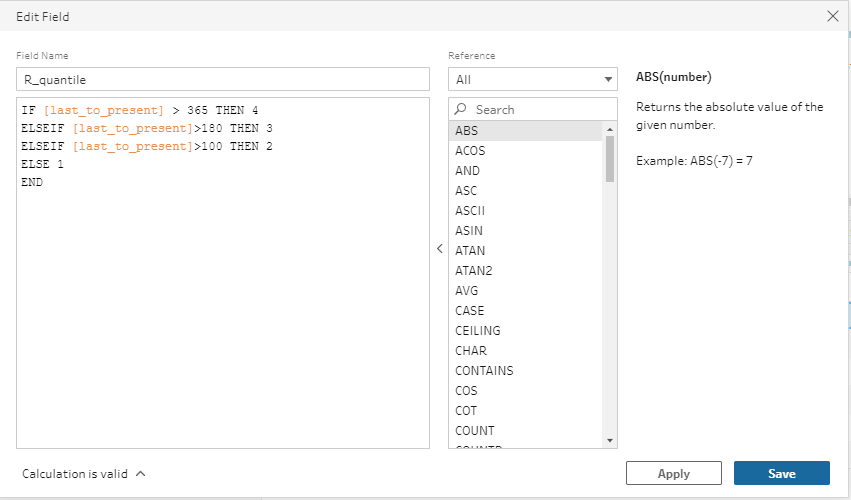 Edit Field
Field Name
R_quantile
IF [last_to_present] > 365 THEN 4
ELSEIF [last_to_present]>180 THEN 3
ELSEIF [last_to_present]>100 THEN 2
ELSE 1
END
Calculation is valid
Reference
All
Search
ABS
ACOS
AND
ASC
ASCII
ASIN
ATAN
ATAN2
AVG
CASE
CEILING
CHAR
CONTAINS
COS
COT
COUNT
ABS(number)
Returns the absolute value of the
given number.
Example: ABS(-7) = 7
Apply
Save